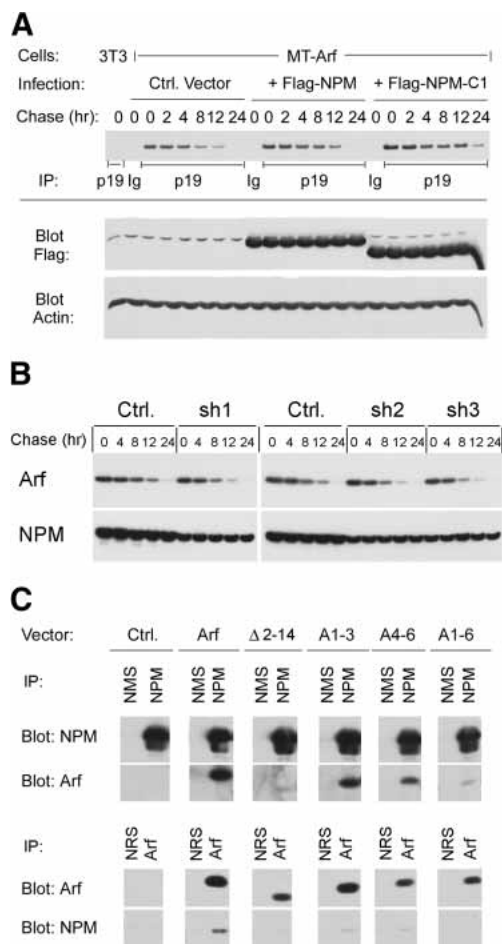 A
Cells: 3T3 MT-Arf
Infection: Ctrl. Vector + Flag-NPM + Flag-NPM-C1
Chase (hr): 0 0 0 2 4 8 12 24 0 0 2 4 8 12 24 0 0 2 4 8 12 24
IP: p19 Ig p19 Ig p19 Ig p19
Blot
Flag:
Blot
Actin:
B
Ctrl. sh1 Ctrl. sh2 sh3
Chase (hr) 0 4 8 12 24 0 4 8 12 24 0 4 8 12 24 0 4 8 12 24 0 4 8 12 24
Arf
NPM
C
Vector: Ctrl. Arf Δ 2-14 A1-3 A4-6 A1-6
IP: NMS NPM NMS NPM NMS NPM NMS NPM NMS NPM NMS NPM
Blot: NPM
Blot: Arf
IP: NRS Arf NRS Arf NRS Arf NRS Arf NRS Arf NRS Arf
Blot: Arf
Blot: NPM